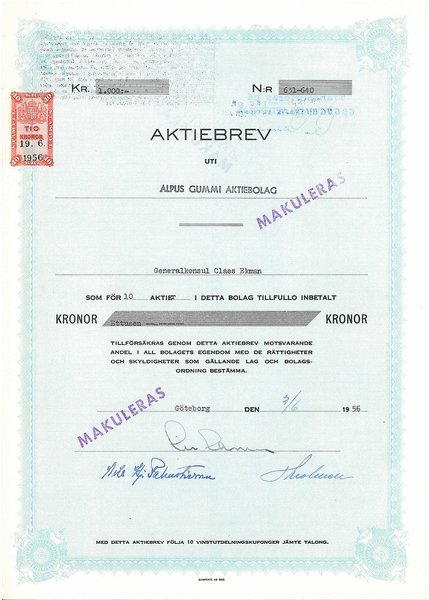 KR. 1.000:- N:R 631-640
TIO
KRONOR
19. 6.
1956
AKTIEBREV
UTI
ALPUS GUMMI AKTIEBOLAG
MAKULERAS
Generalkonsul Claes Ekman
SOM FÖR 10 AKTIER I DETTA BOLAG TILLFULLO INBETALT
KRONOR Ettusen KRONOR
TILLFÖRSÄKRAS GENOM DETTA AKTIEBREV MOTSVARANDE
ANDEL I ALL BOLAGETS EGENDOM MED DE RÄTTIGHETER
OCH SKYLDIGHETER SOM GÄLLANDE LAG OCH BOLAGS-
ORDNING BESTÄMMA.
MAKULERAS
Göteborg DEN 7/6 1956
MED DETTA AKTIEBREV FÖLJA 10 VINSTUTDELNINGSKUPONGER JÄMTE TALONG.